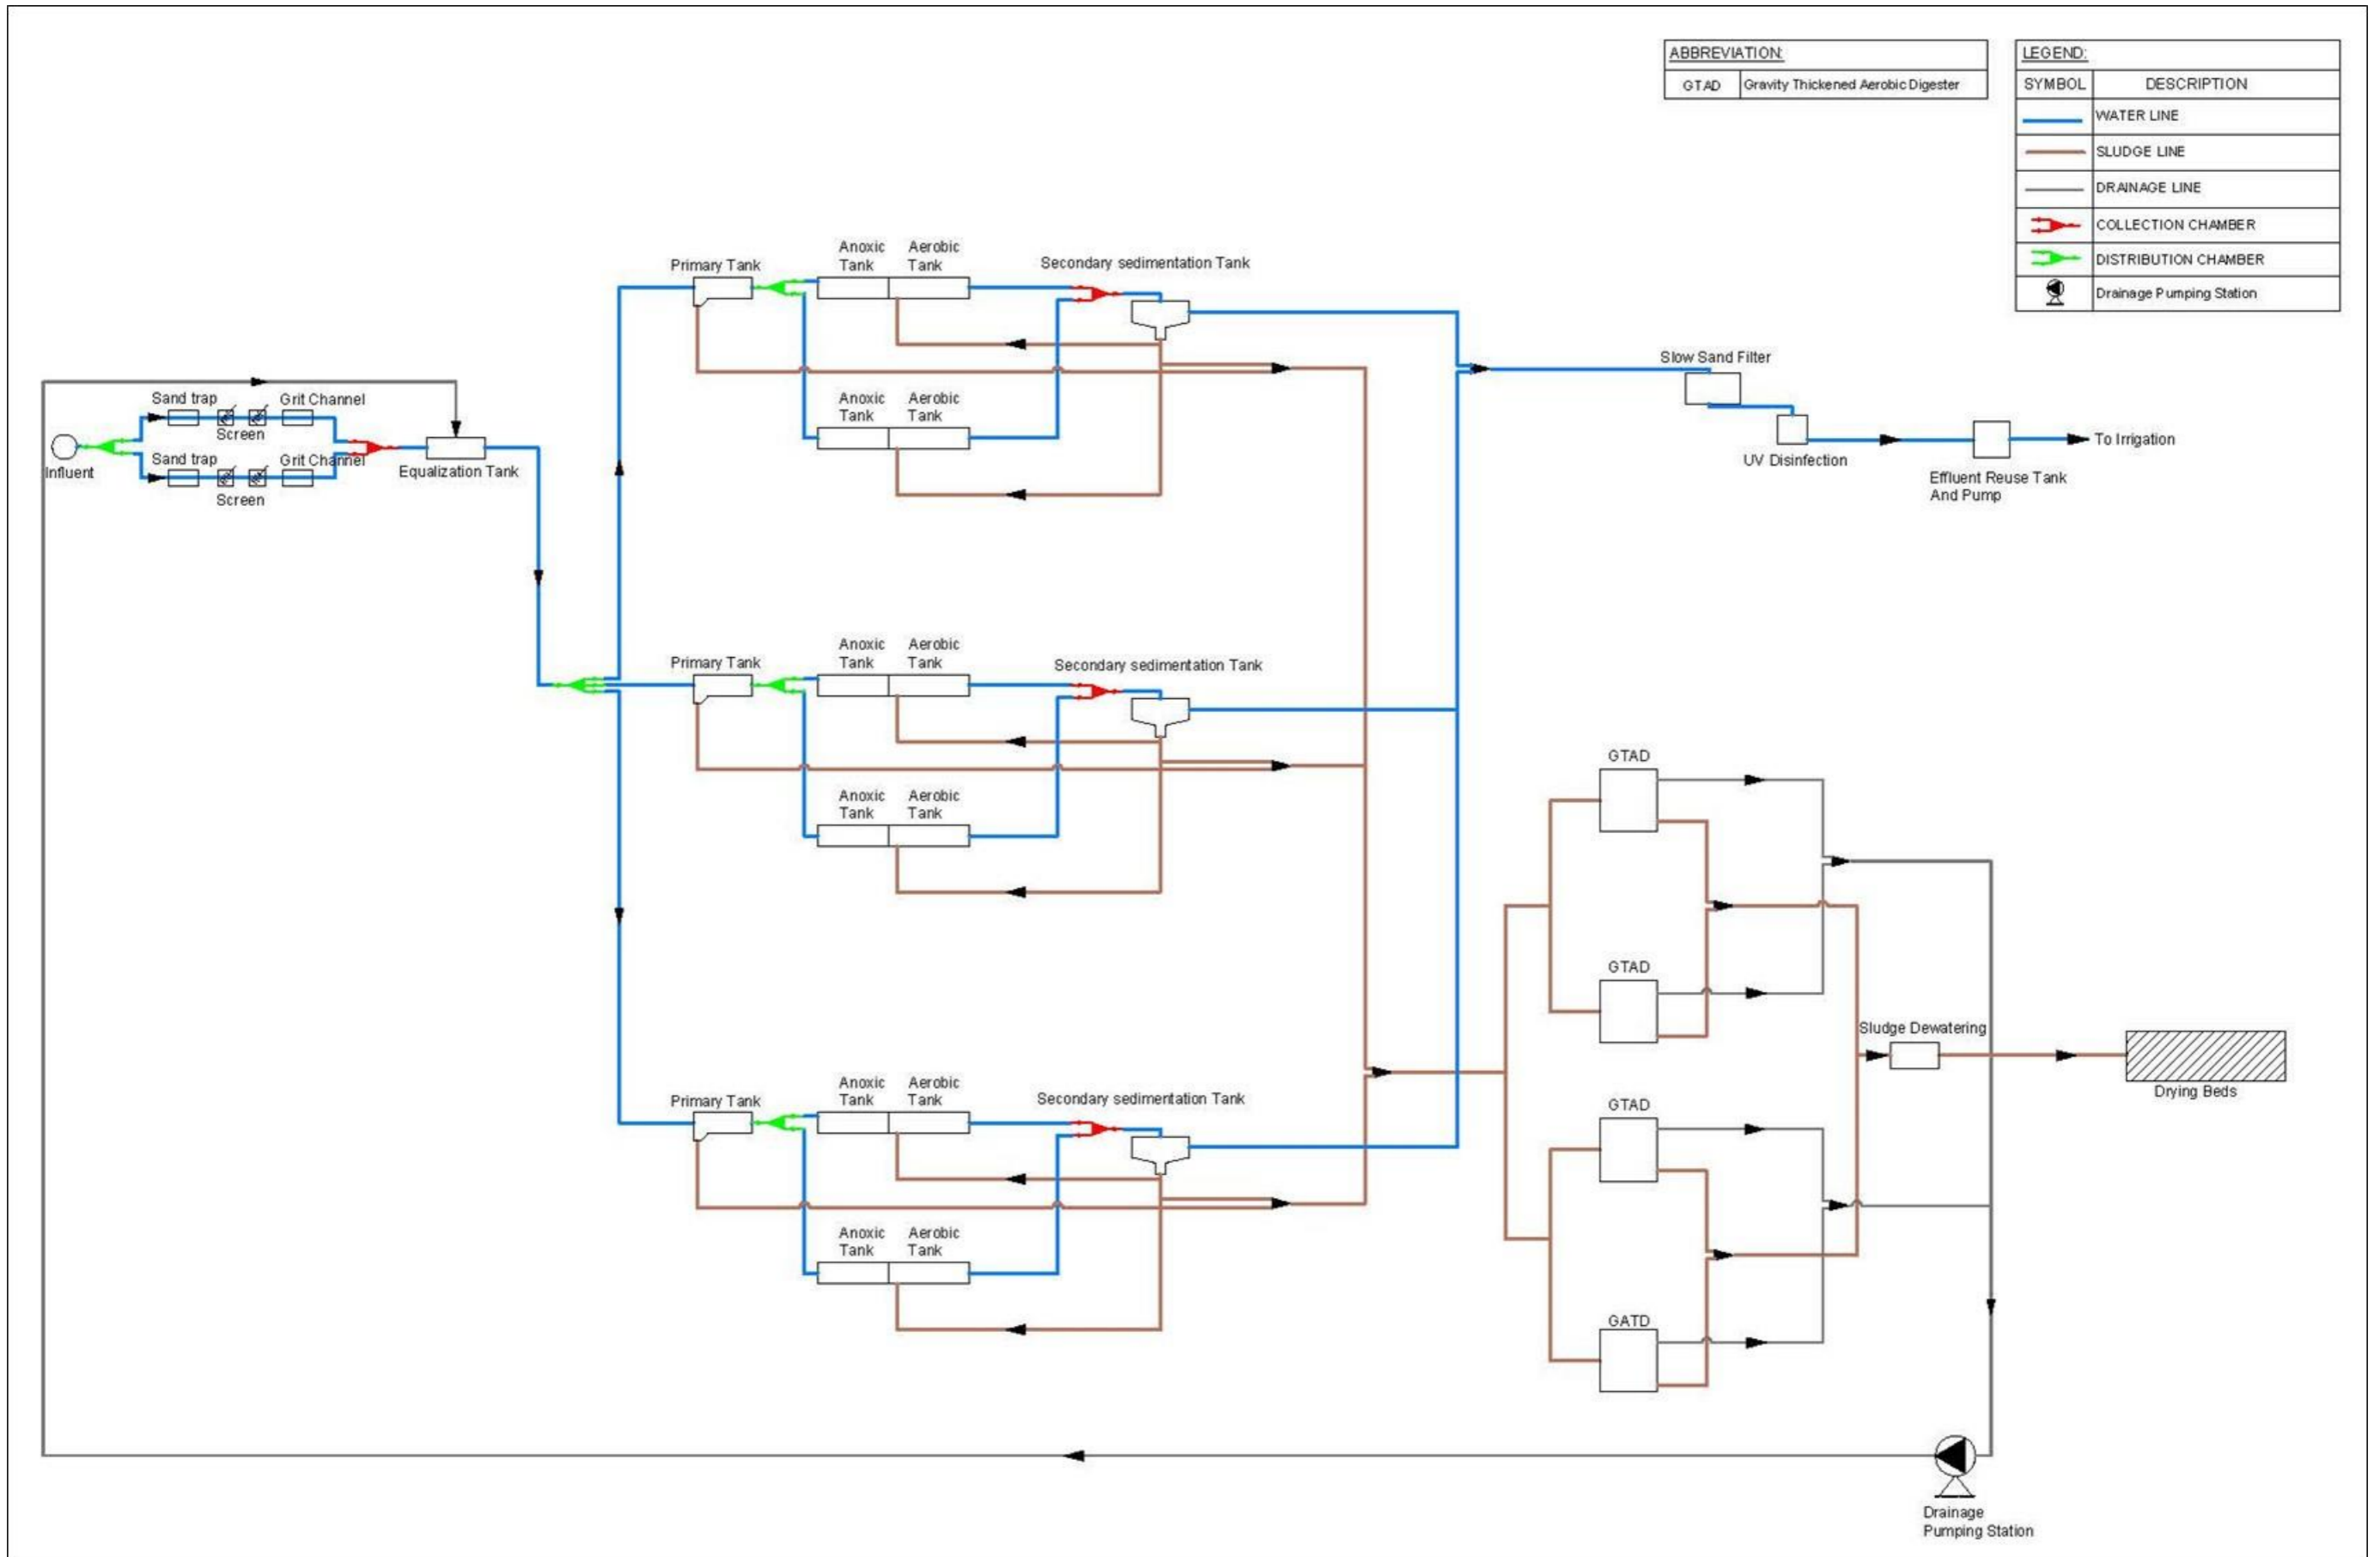 ABBREVIATION:
GTAD Gravity Thickened Aerobic Digester
LEGEND:
SYMBOL DESCRIPTION
WATER LINE
SLUDGE LINE
DRAINAGE LINE
COLLECTION CHAMBER
DISTRIBUTION CHAMBER
Drainage Pumping Station
Influent
Sand trap
Screen
Grit Channel
Sand trap
Screen
Grit Channel
Equalization Tank
Primary Tank
Anoxic
Tank
Aerobic
Tank
Secondary sedimentation Tank
Anoxic
Tank
Aerobic
Tank
Primary Tank
Anoxic
Tank
Aerobic
Tank
Secondary sedimentation Tank
Anoxic
Tank
Aerobic
Tank
Primary Tank
Anoxic
Tank
Aerobic
Tank
Secondary sedimentation Tank
Anoxic
Tank
Aerobic
Tank
Slow Sand Filter
UV Disinfection
Effluent Reuse Tank
And Pump
To Irrigation
GTAD
GTAD
GTAD
GATD
Sludge Dewatering
Drying Beds
Drainage
Pumping Station